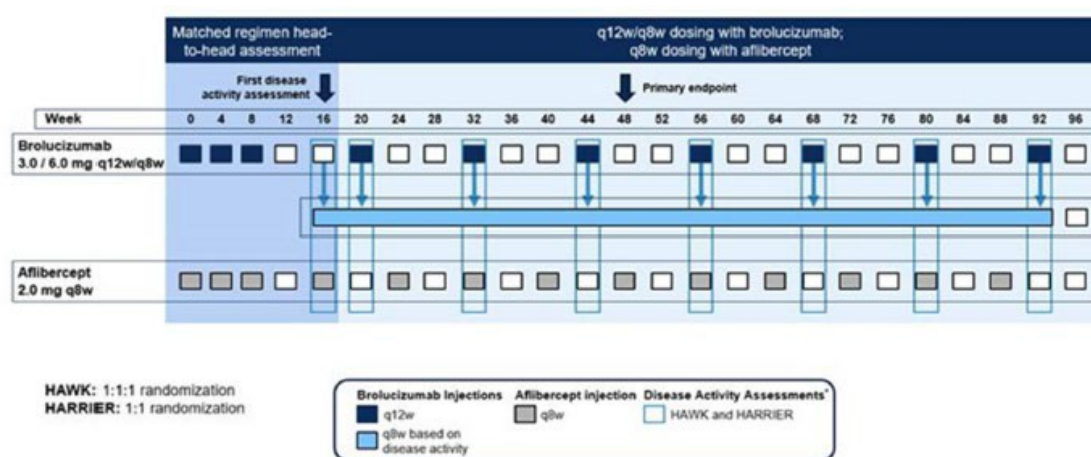 Matched regimen head-
to-head assessment
q12w/q8w dosing with brolucizumab;
q8w dosing with aflibercept
First disease
activity assessment
Primary endpoint
Week 0 4 8 12 16 20 24 28 32 36 40 44 48 52 56 60 64 68 72 76 80 84 88 92 96
Brolucizumab
3.0 / 6.0 mg q12w/q8w
Aflibercept
2.0 mg q8w
HAWK: 1:1:1 randomization
HARRIER: 1:1 randomization
Brolucizumab Injections Aflibercept injection Disease Activity Assessments*
q12w q8w HAWK and HARRIER
q8w based on
disease activity